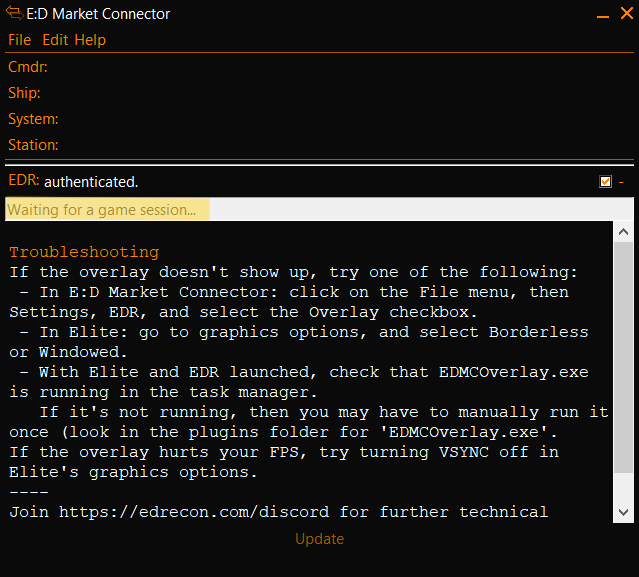 E:D Market Connector
File Edit Help
Cmdr:
Ship:
System:
Station:
EDR: authenticated.
-
Waiting for a game session...
Troubleshooting
If the overlay doesn't show up, try one of the following:
- In E:D Market Connector: click on the File menu, then
Settings, EDR, and select the Overlay checkbox.
- In Elite: go to graphics options, and select Borderless
or Windowed.
- With Elite and EDR launched, check that EDMCOverlay.exe
is running in the task manager.
If it's not running, then you may have to manually run it
once (look in the plugins folder for 'EDMCOverlay.exe'.
If the overlay hurts your FPS, try turning VSYNC off in
Elite's graphics options.
----
Join https://edrecon.com/discord for further technical
Update